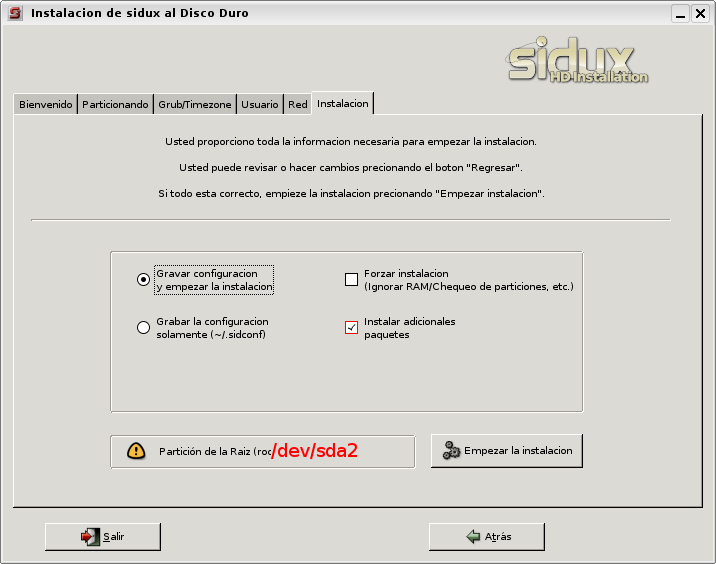 Instalacion de sidux al Disco Duro
sidux
HD-Installation
Bienvenido Particionando Grub/Timezone Usuario Red Instalacion
Usted proporciono toda la informacion necesaria para empezar la instalacion.
Usted puede revisar o hacer cambios precionando el boton "Regresar".
Si todo esta correcto, empieze la instalacion precionando "Empezar instalacion".
Gravar configuracion
y empezar la instalacion
Forzar instalacion
(Ignorar RAM/Chequeo de particiones, etc.)
Grabar la configuracion
solamente (~/.sidconf)
Instalar adicionales
paquetes
Partición de la Raiz (roo /dev/sda2
Empezar la instalacion
Salir
Atrás